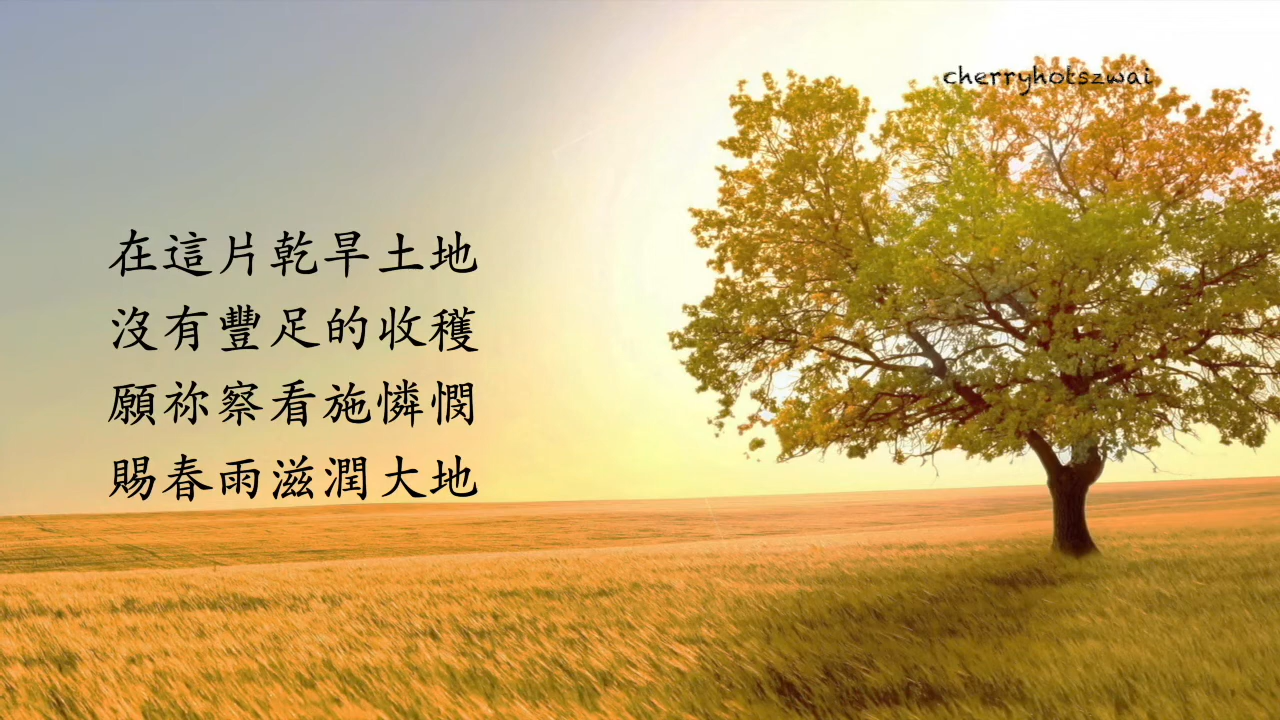 cherryhotszwai
在這片乾旱土地
沒有豐足的收穫
願祢察看施憐憫
賜春雨滋潤大地